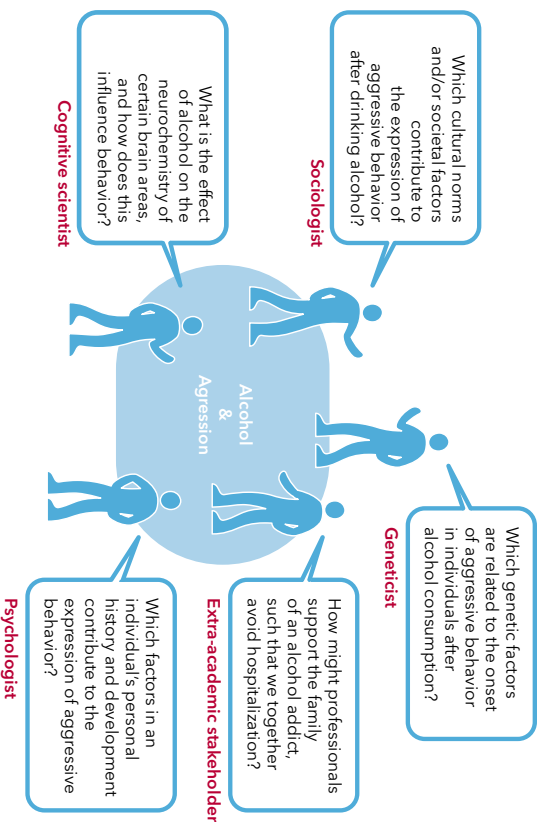 Which genetic factors
are related to the onset
of aggressive behavior
in individuals after
alcohol consumption?
Geneticist
Which cultural norms
and/or societal factors
contribute to
the expression of
aggressive behavior
after drinking alcohol?
Sociologist
How might professionals
support the family
of an alcohol addict,
such that we together
avoid hospitalization?
Extra-academic stakeholder
Alcohol
&
Agression
What is the effect
of alcohol on the
neurochemistry of
certain brain areas,
and how does this
influence behavior?
Cognitive scientist
Which factors in an
individual's personal
history and development
contribute to the
expression of aggressive
behavior?
Psychologist